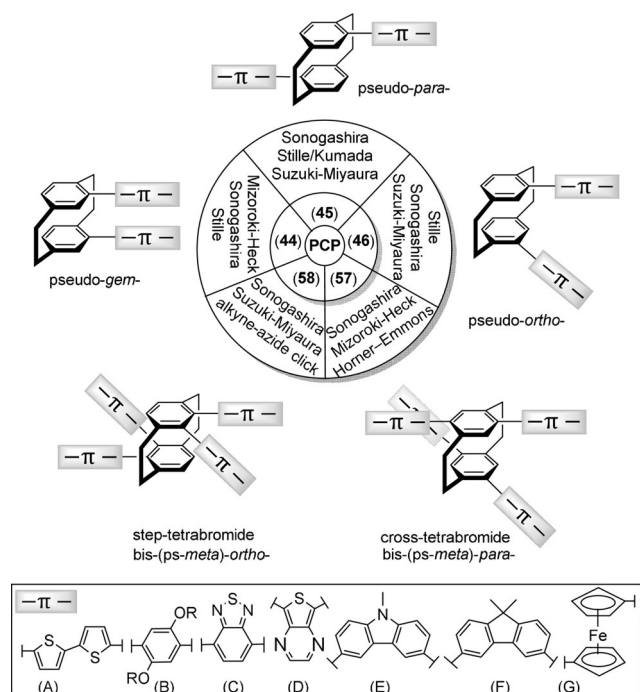 –π–
–π–
pseudo-para-
Sonogashira
Stille/Kumada
Suzuki-Miyaura
Mizoroki-Heck
Sonogashira
Stille
Stille
Sonogashira
Suzuki-Miyaura
(45)
(44)
PCP
(46)
(58)
(57)
Sonogashira
Suzuki-Miyaura
alkyne-azide click
Sonogashira
Mizoroki-Heck
Horner–Emmons
–π–
–π–
pseudo-gem-
–π–
–π–
pseudo-ortho-
–π–
–π–
–π–
–π–
step-tetrabromide
bis-(ps-meta)-ortho-
–π–
–π–
–π–
–π–
cross-tetrabromide
bis-(ps-meta)-para-
–π–
S
S
(A)
OR
RO
(B)
S
N
N
(C)
S
N
N
(D)
N
(E)
(F)
Fe
(G)